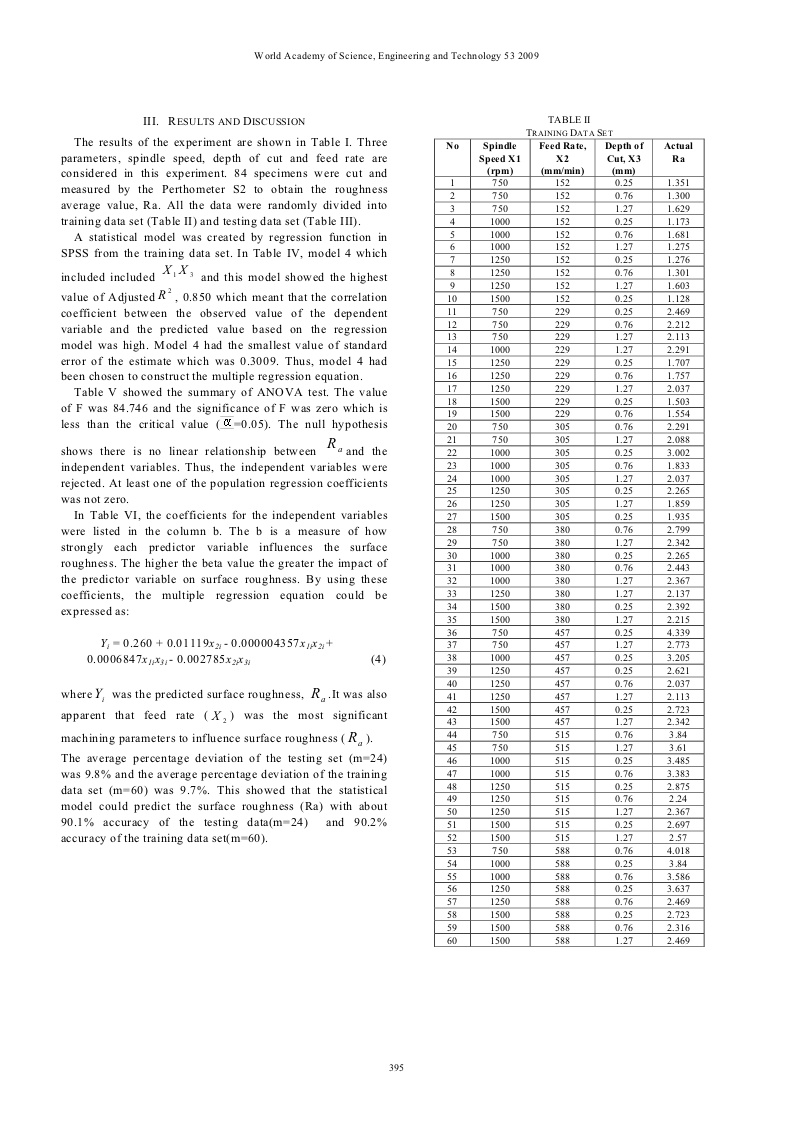 World Academy of Science, Engineering and Technology 53 2009
III. RESULTS AND DISCUSSION
The results of the experiment are shown in Table I. Three
parameters, spindle speed, depth of cut and feed rate are
considered in this experiment. 84 specimens were cut and
measured by the Perthometer S2 to obtain the roughness
average value, Ra. All the data were randomly divided into
training data set (Table II) and testing data set (Table III).
A statistical model was created by regression function in
SPSS from the training data set. In Table IV, model 4 which
included included X₁X₃ and this model showed the highest
value of Adjusted R², 0.850 which meant that the correlation
coefficient between the observed value of the dependent
variable and the predicted value based on the regression
model was high. Model 4 had the smallest value of standard
error of the estimate which was 0.3009. Thus, model 4 had
been chosen to construct the multiple regression equation.
Table V showed the summary of ANOVA test. The value
of F was 84.746 and the significance of F was zero which is
less than the critical value (α=0.05). The null hypothesis
shows there is no linear relationship between Rₐ and the
independent variables. Thus, the independent variables were
rejected. At least one of the population regression coefficients
was not zero.
In Table VI, the coefficients for the independent variables
were listed in the column b. The b is a measure of how
strongly each predictor variable influences the surface
roughness. The higher the beta value the greater the impact of
the predictor variable on surface roughness. By using these
coefficients, the multiple regression equation could be
expressed as:
Yᵢ = 0.260 + 0.01119x₂ᵢ - 0.000004357x₁ᵢx₂ᵢ +
0.0006847x₁ᵢx₃ᵢ - 0.002785x₂ᵢx₃ᵢ (4)
where Yᵢ was the predicted surface roughness, Rₐ .It was also
apparent that feed rate ( X₂ ) was the most significant
machining parameters to influence surface roughness ( Rₐ ).
The average percentage deviation of the testing set (m=24)
was 9.8% and the average percentage deviation of the training
data set (m=60) was 9.7%. This showed that the statistical
model could predict the surface roughness (Ra) with about
90.1% accuracy of the testing data(m=24) and 90.2%
accuracy of the training data set(m=60).
TABLE II
TRAINING DATA SET
No Spindle Feed Rate, Depth of Actual
Speed X1 X2 Cut, X3 Ra
(rpm) (mm/min) (mm)
1 750 152 0.25 1.351
2 750 152 0.76 1.300
3 750 152 1.27 1.629
4 1000 152 0.25 1.173
5 1000 152 0.76 1.681
6 1000 152 1.27 1.275
7 1250 152 0.25 1.276
8 1250 152 0.76 1.301
9 1250 152 1.27 1.603
10 1500 152 0.25 1.128
11 750 229 0.25 2.469
12 750 229 0.76 2.212
13 750 229 1.27 2.113
14 1000 229 1.27 2.291
15 1250 229 0.25 1.707
16 1250 229 0.76 1.757
17 1250 229 1.27 2.037
18 1500 229 0.25 1.503
19 1500 229 0.76 1.554
20 750 305 0.76 2.291
21 750 305 1.27 2.088
22 1000 305 0.25 3.002
23 1000 305 0.76 1.833
24 1000 305 1.27 2.037
25 1250 305 0.25 2.265
26 1250 305 1.27 1.859
27 1500 305 0.25 1.935
28 750 380 0.76 2.799
29 750 380 1.27 2.342
30 1000 380 0.25 2.265
31 1000 380 0.76 2.443
32 1000 380 1.27 2.367
33 1250 380 1.27 2.137
34 1500 380 0.25 2.392
35 1500 380 1.27 2.215
36 750 457 0.25 4.339
37 750 457 1.27 2.773
38 1000 457 0.25 3.205
39 1250 457 0.25 2.621
40 1250 457 0.76 2.037
41 1250 457 1.27 2.113
42 1500 457 0.25 2.723
43 1500 457 1.27 2.342
44 750 515 0.76 3.84
45 750 515 1.27 3.61
46 1000 515 0.25 3.485
47 1000 515 0.76 3.383
48 1250 515 0.25 2.875
49 1250 515 0.76 2.24
50 1250 515 1.27 2.367
51 1500 515 0.25 2.697
52 1500 515 1.27 2.57
53 750 588 0.76 4.018
54 1000 588 0.25 3.84
55 1000 588 0.76 3.586
56 1250 588 0.25 3.637
57 1250 588 0.76 2.469
58 1500 588 0.25 2.723
59 1500 588 0.76 2.316
60 1500 588 1.27 2.469
395